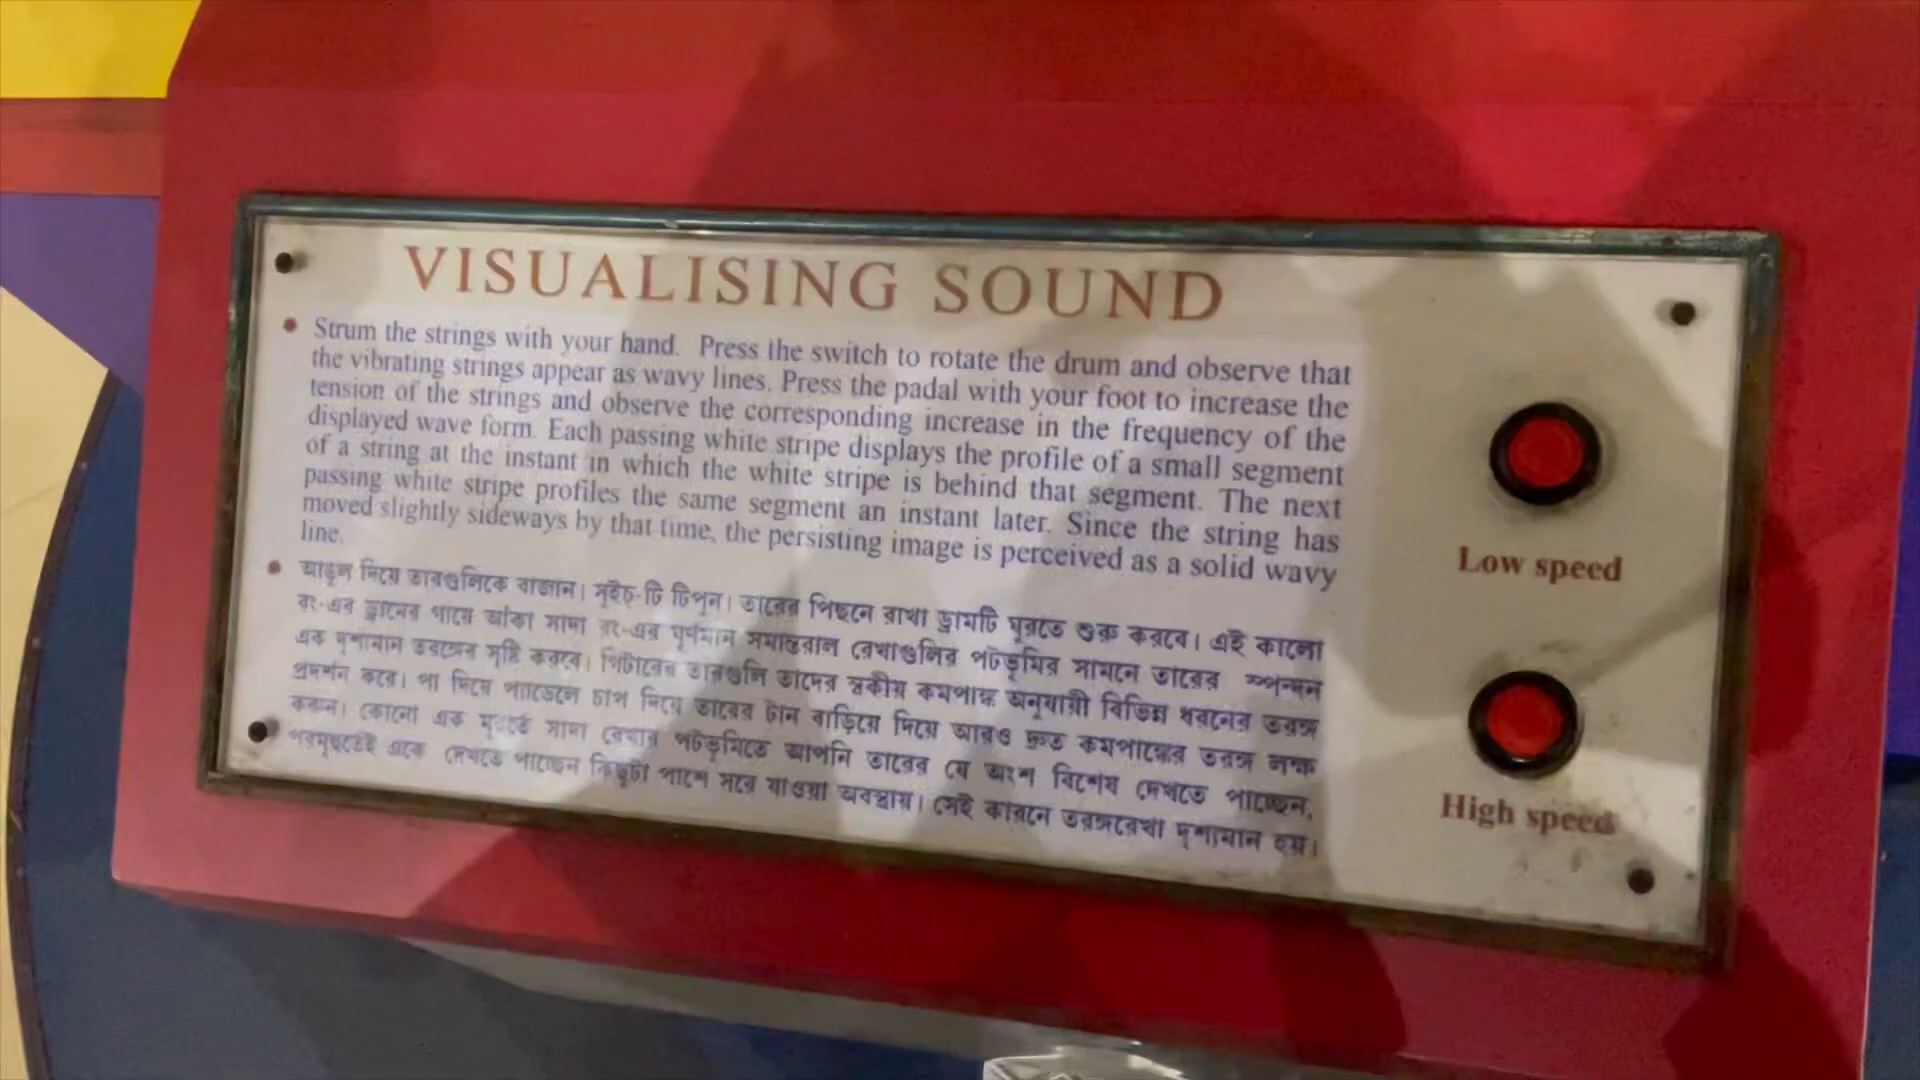 VISUALISING SOUND
• Strum the strings with your hand. Press the switch to rotate the drum and observe that
the vibrating strings appear as wavy lines. Press the padal with your foot to increase the
tension of the strings and observe the corresponding increase in the frequency of the
displayed wave form. Each passing white stripe displays the profile of a small segment
of a string at the instant in which the white stripe is behind that segment. The next
passing white stripe profiles the same segment an instant later. Since the string has
moved slightly sideways by that time, the persisting image is perceived as a solid wavy
line.
• আঙুল দিয়ে তারগুলিকে বাজান। সুইচ-টি টিপুন। তারের পিছনে রাখা ড্রামটি ঘুরতে শুরু করবে। এই কালো
রং-এর ড্রামের গায়ে আঁকা সাদা রং-এর ঘূর্ণমান সমান্তরাল রেখাগুলির পটভূমির সামনে তারের স্পন্দন
এক দৃশ্যমান তরঙ্গের সৃষ্টি করবে। গিটারের তারগুলি তাদের স্বকীয় কমপাঙ্ক অনুযায়ী বিভিন্ন ধরনের তরঙ্গ
প্রদর্শন করে। পা দিয়ে প্যাডেলে চাপ দিয়ে তারের টান বাড়িয়ে দিয়ে আরও দ্রুত কমপাঙ্কের তরঙ্গ লক্ষ্য
করুন। কোনো এক মুহূর্তে সাদা রেখার পটভূমিতে আপনি তারের যে অংশ বিশেষ দেখতে পাচ্ছেন,
পরমুহূর্তেই একে দেখতে পাচ্ছেন কিছুটা পাশে সরে যাওয়া অবস্থায়। সেই কারনে তরঙ্গরেখা দৃশ্যমান হয়।
Low speed
High speed